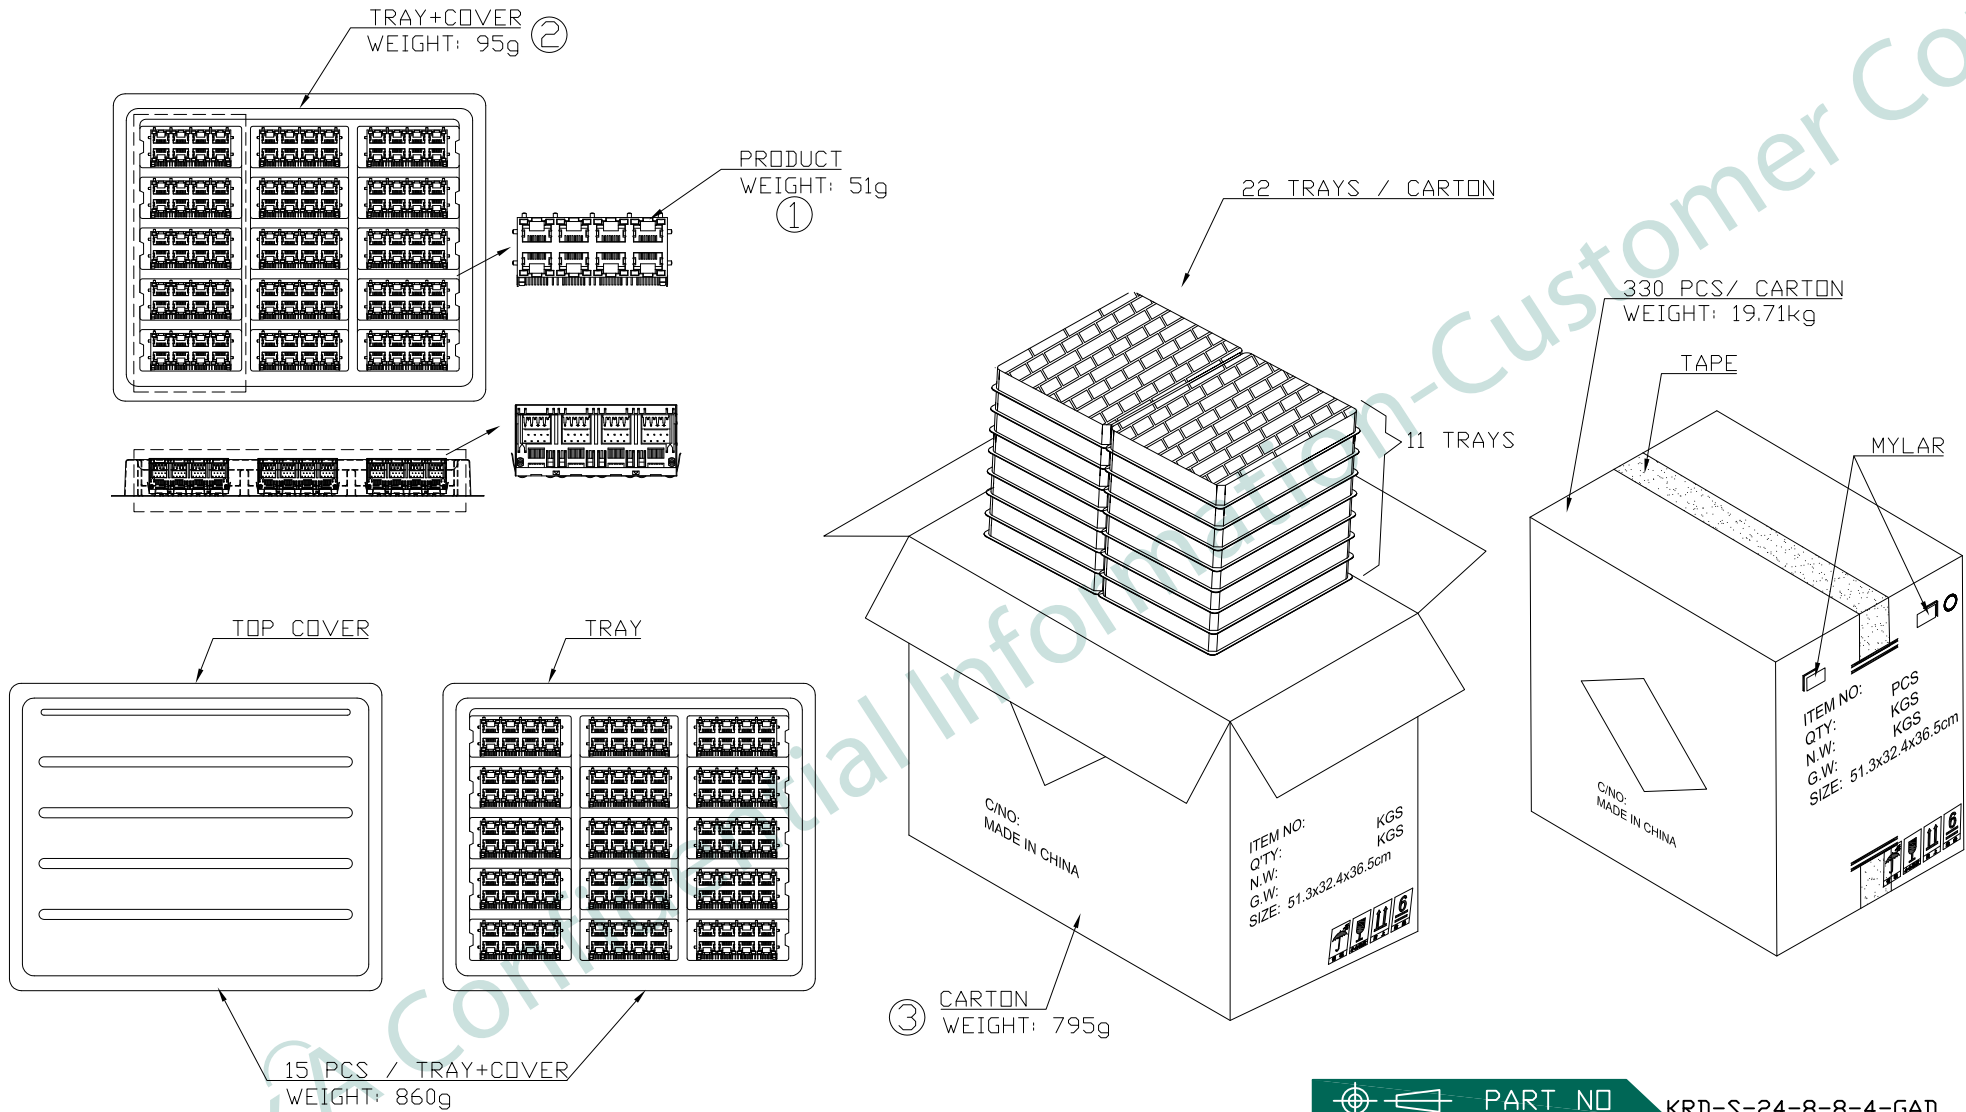 TRAY+COVER
WEIGHT: 95g
2
PRODUCT
WEIGHT: 51g
1
22 TRAYS / CARTON
330 PCS/ CARTON
WEIGHT: 19.71kg
TAPE
MYLAR
11 TRAYS
TOP COVER
TRAY
15 PCS / TRAY+COVER
WEIGHT: 860g
C/NO:
MADE IN CHINA
ITEM NO:
Q'TY: KGS
N.W: KGS
G.W:
SIZE: 51.3x32.4x36.5cm
6
3
CARTON
WEIGHT: 795g
ITEM NO: PCS
QTY: KGS
N.W: KGS
G.W:
SIZE: 51.3x32.4x36.5cm
C/NO:
MADE IN CHINA
6
Confidential Information-Customer Co
PART NO
KRD-S-24-8-8-4-GAD